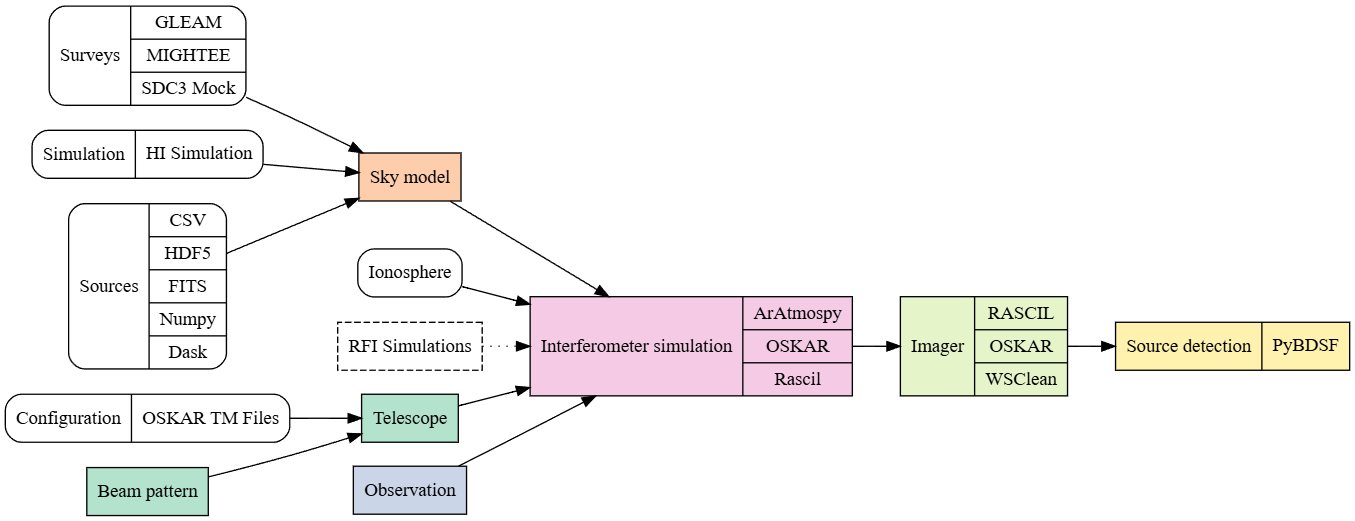 Surveys
GLEAM
MIGHTEE
SDC3 Mock
Simulation
HI Simulation
Sources
CSV
HDF5
FITS
Numpy
Dask
Configuration
OSKAR TM Files
Beam pattern
Sky model
Ionosphere
RFI Simulations
Telescope
Observation
Interferometer simulation
ArAtmospy
OSKAR
Rascil
Imager
RASCIL
OSKAR
WSClean
Source detection
PyBDSF